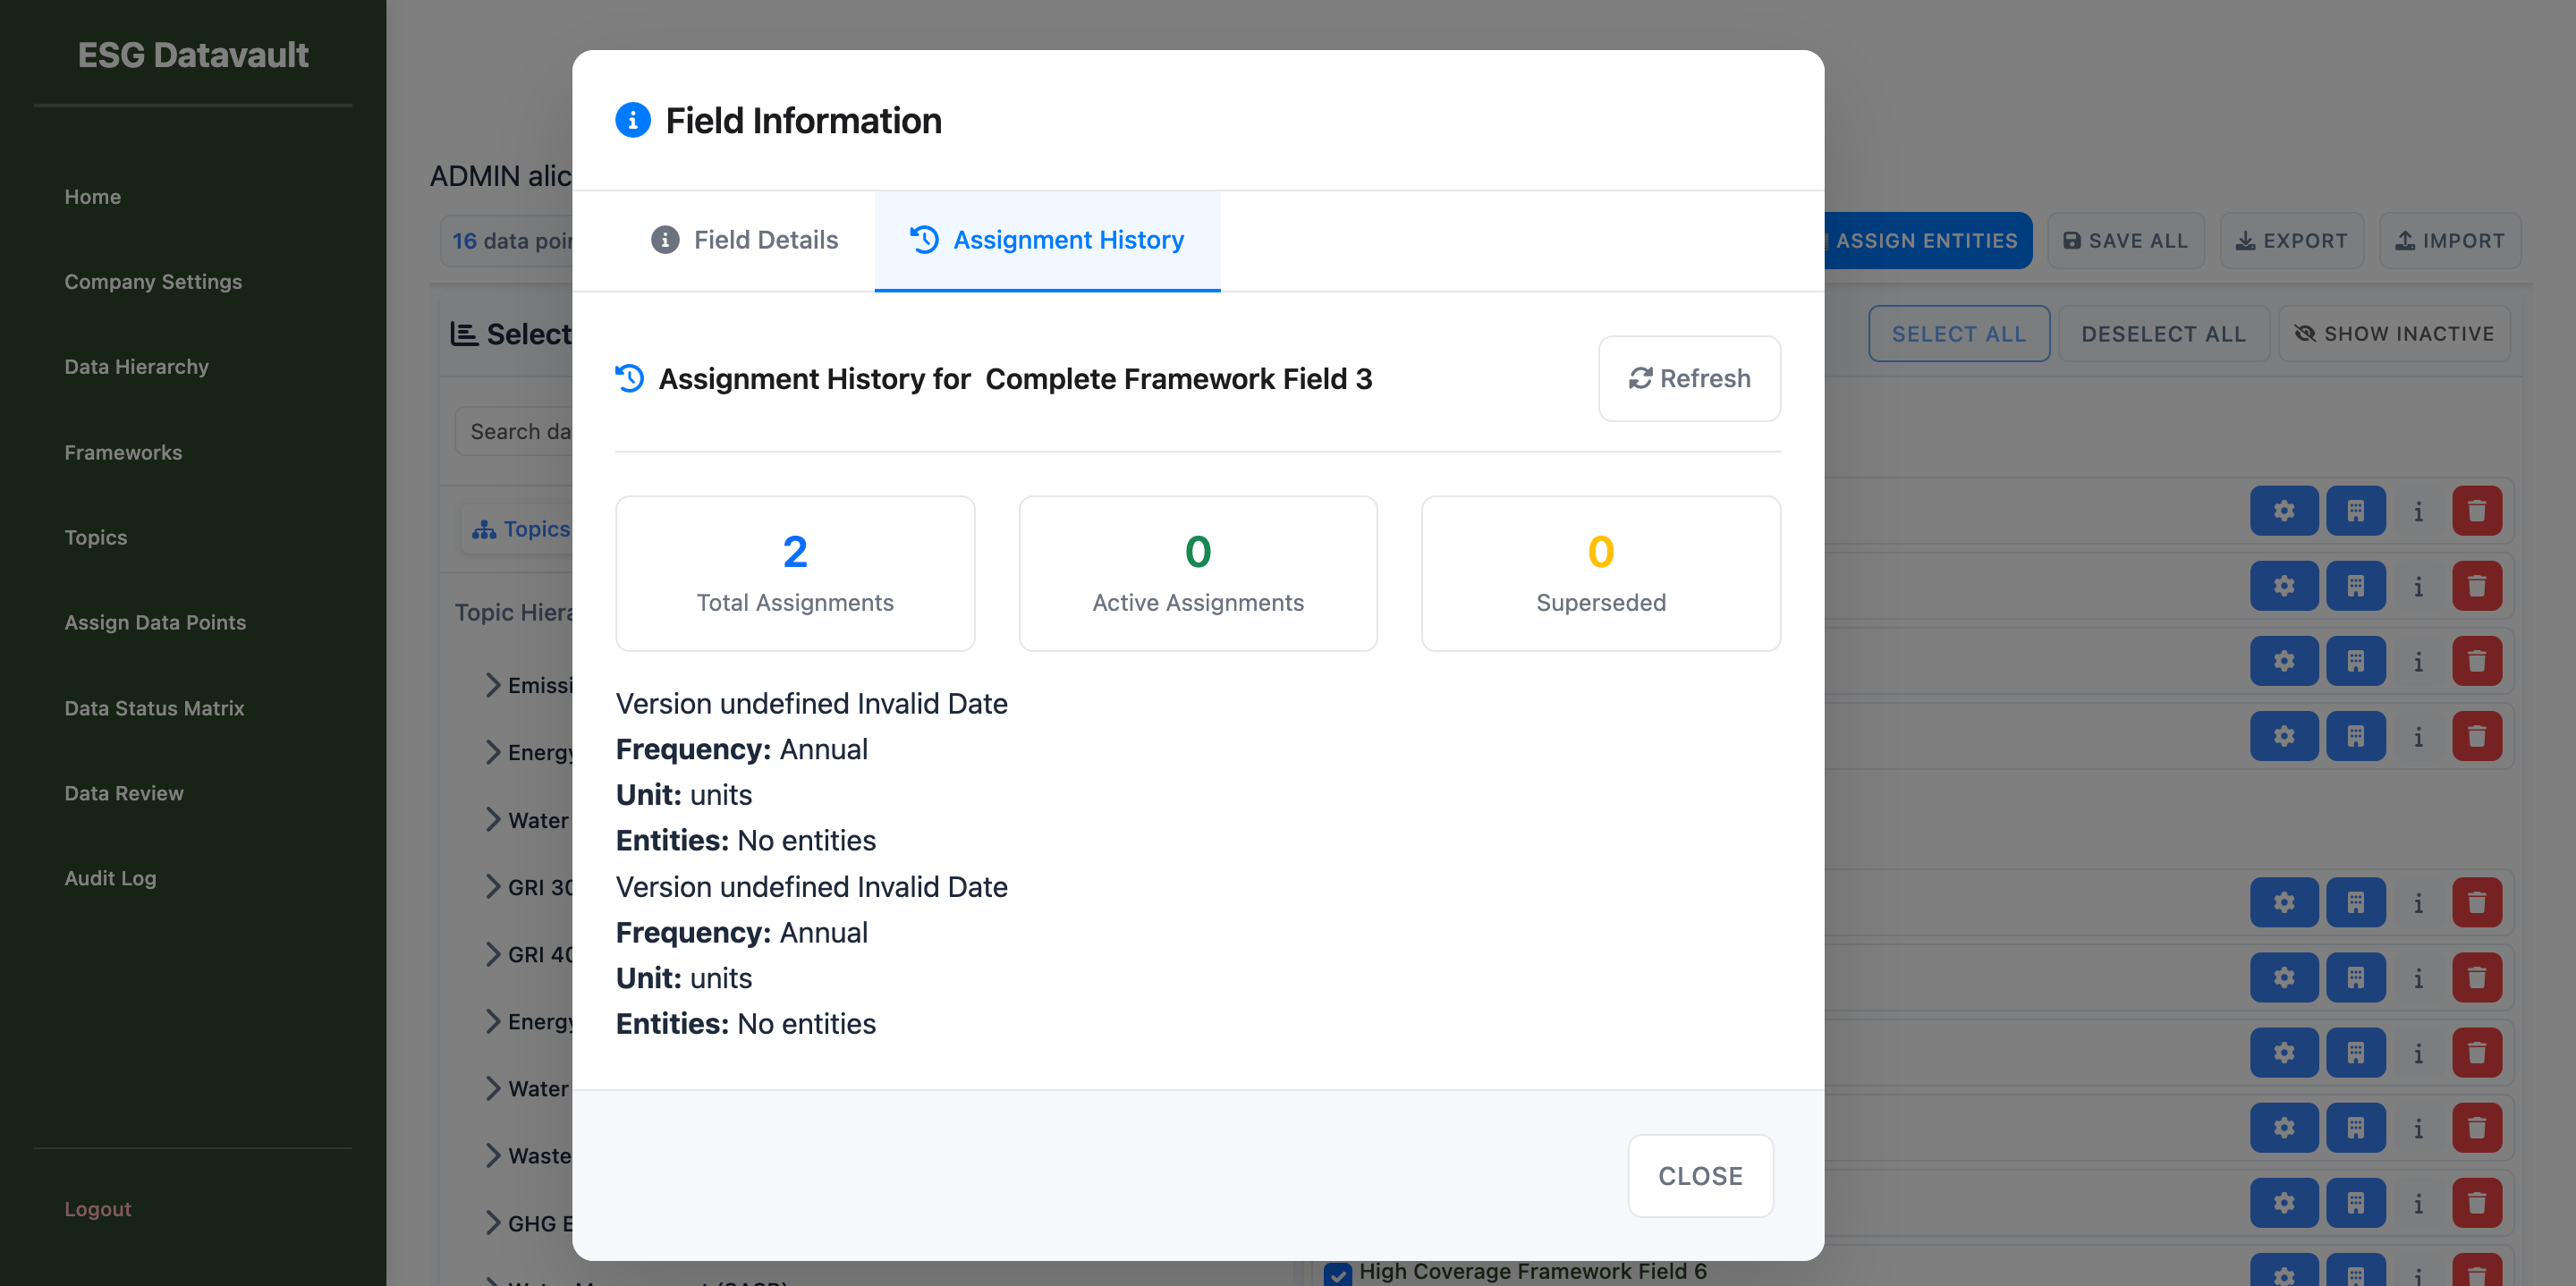 ESG Datavault
Home
Company Settings
Data Hierarchy
Frameworks
Topics
Assign Data Points
Data Status Matrix
Data Review
Audit Log
Logout
ADMIN alic
16 data poin
ASSIGN ENTITIES
SAVE ALL
EXPORT
IMPORT
Select
SELECT ALL
DESELECT ALL
SHOW INACTIVE
Search da
Topics
Topic Hiera
Emissi
Energy
Water
GRI 30
GRI 40
Energy
Water
Waste
GHG E
Field Information
Field Details
Assignment History
Assignment History for Complete Framework Field 3
Refresh
2
Total Assignments
0
Active Assignments
0
Superseded
Version undefined Invalid Date
Frequency: Annual
Unit: units
Entities: No entities
Version undefined Invalid Date
Frequency: Annual
Unit: units
Entities: No entities
CLOSE
High Coverage Framework Field 6